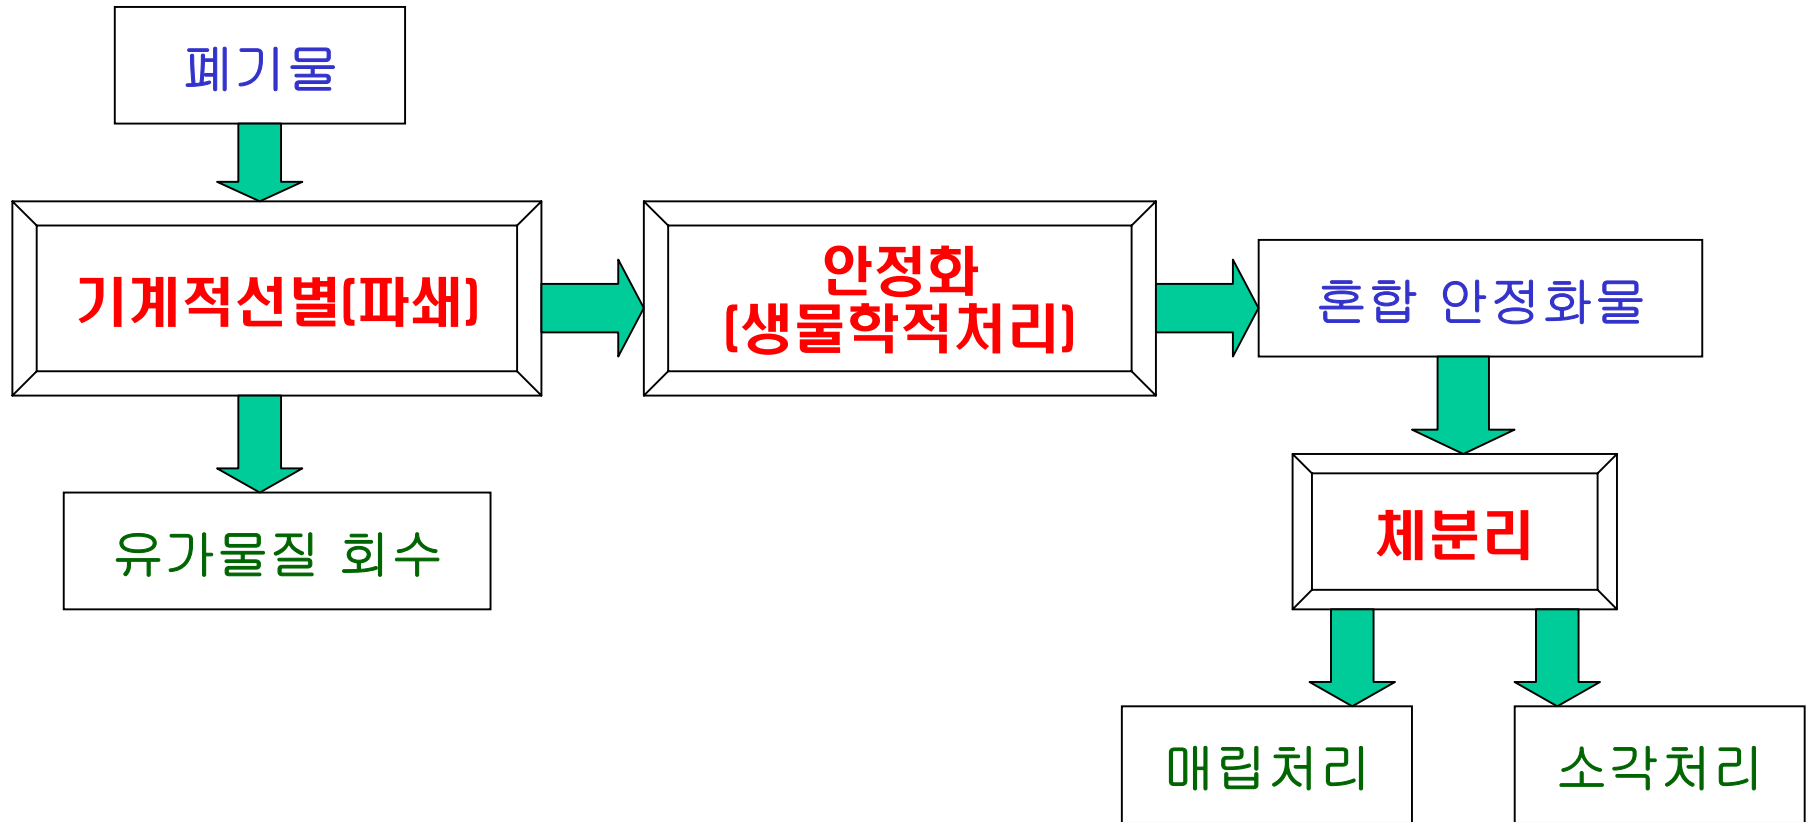 폐기물
기계적선별(파쇄)
안정화
(생물학적처리)
혼합 안정화물
유가물질 회수
체분리
매립처리
소각처리